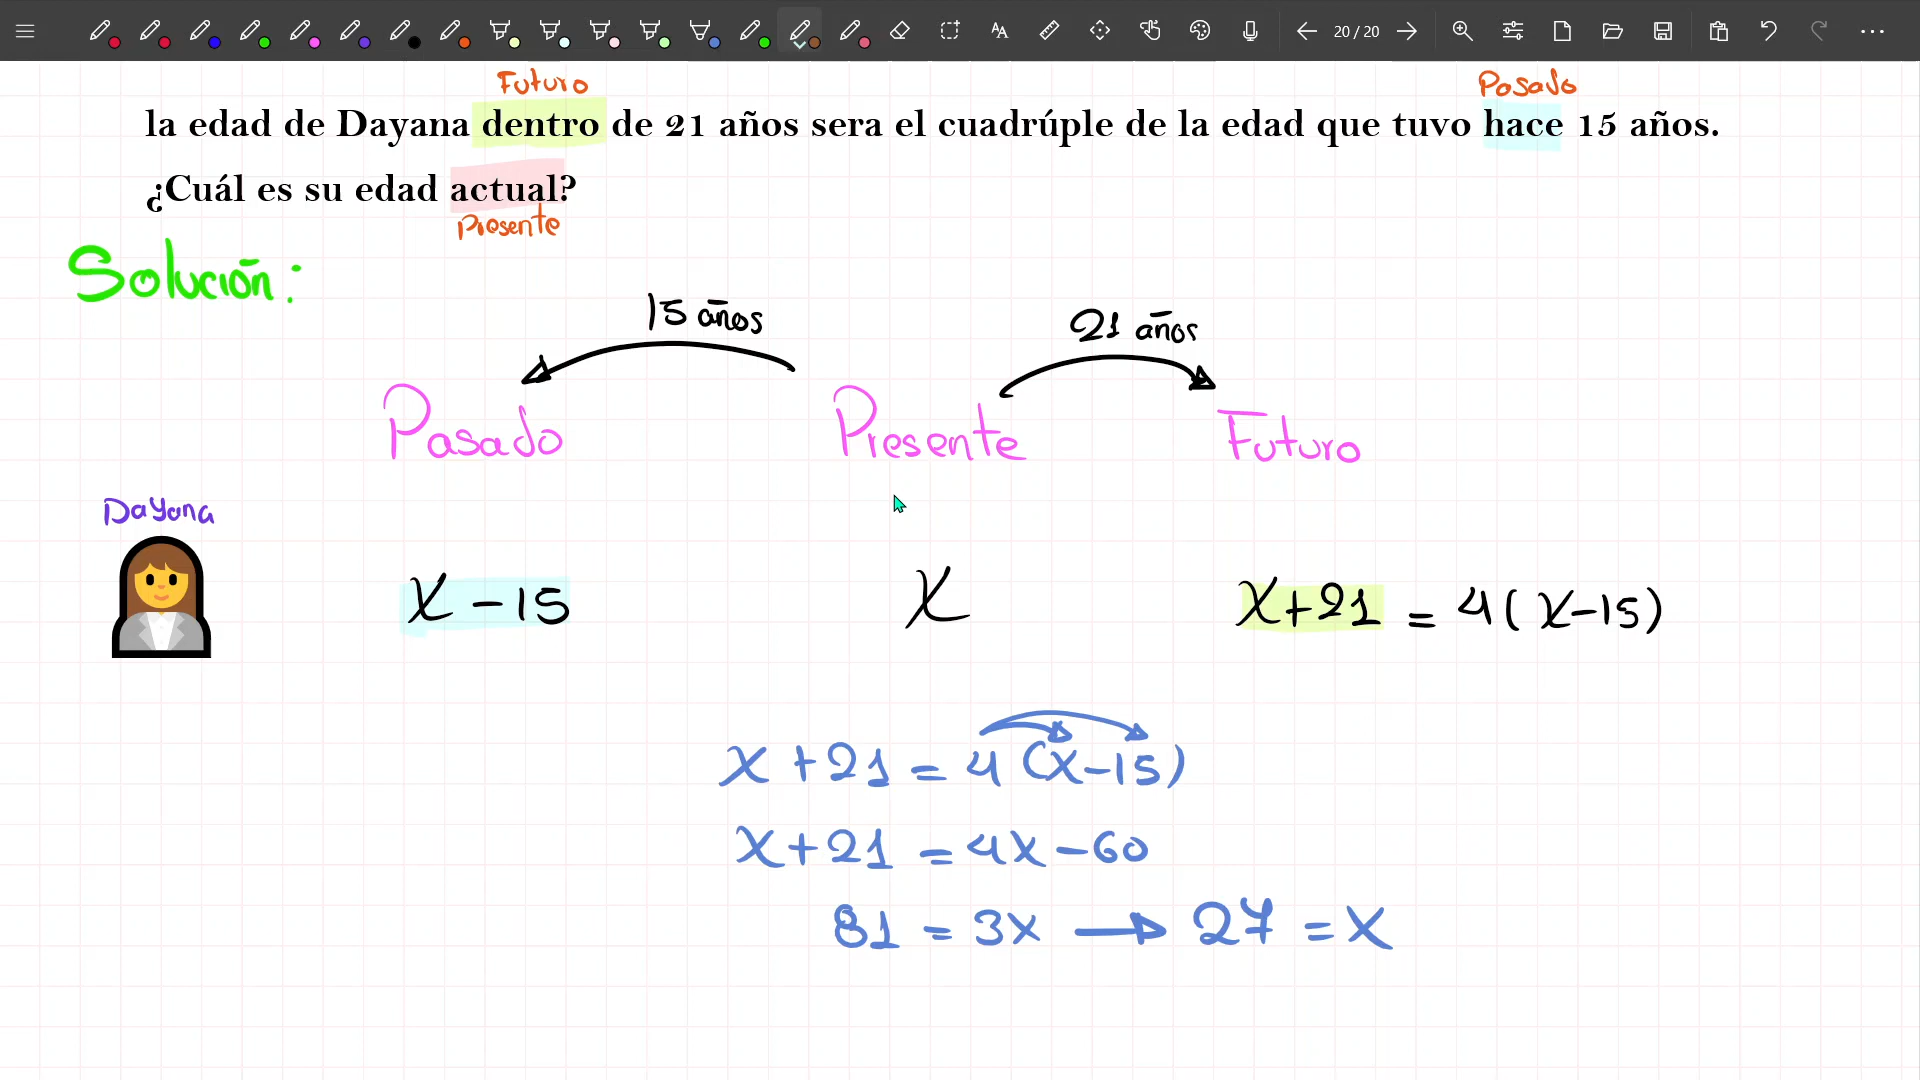 20 / 20
Futuro
Pasado
la edad de Dayana dentro de 21 años sera el cuadrúple de la edad que tuvo hace 15 años.
¿Cuál es su edad actual?
Presente
Solución:
15 años
21 años
Pasado Presente Futuro
Dayana
x - 15 x x+21 = 4(x-15)
x + 21 = 4(x-15)
x+21 = 4x-60
81 = 3x → 27 = x